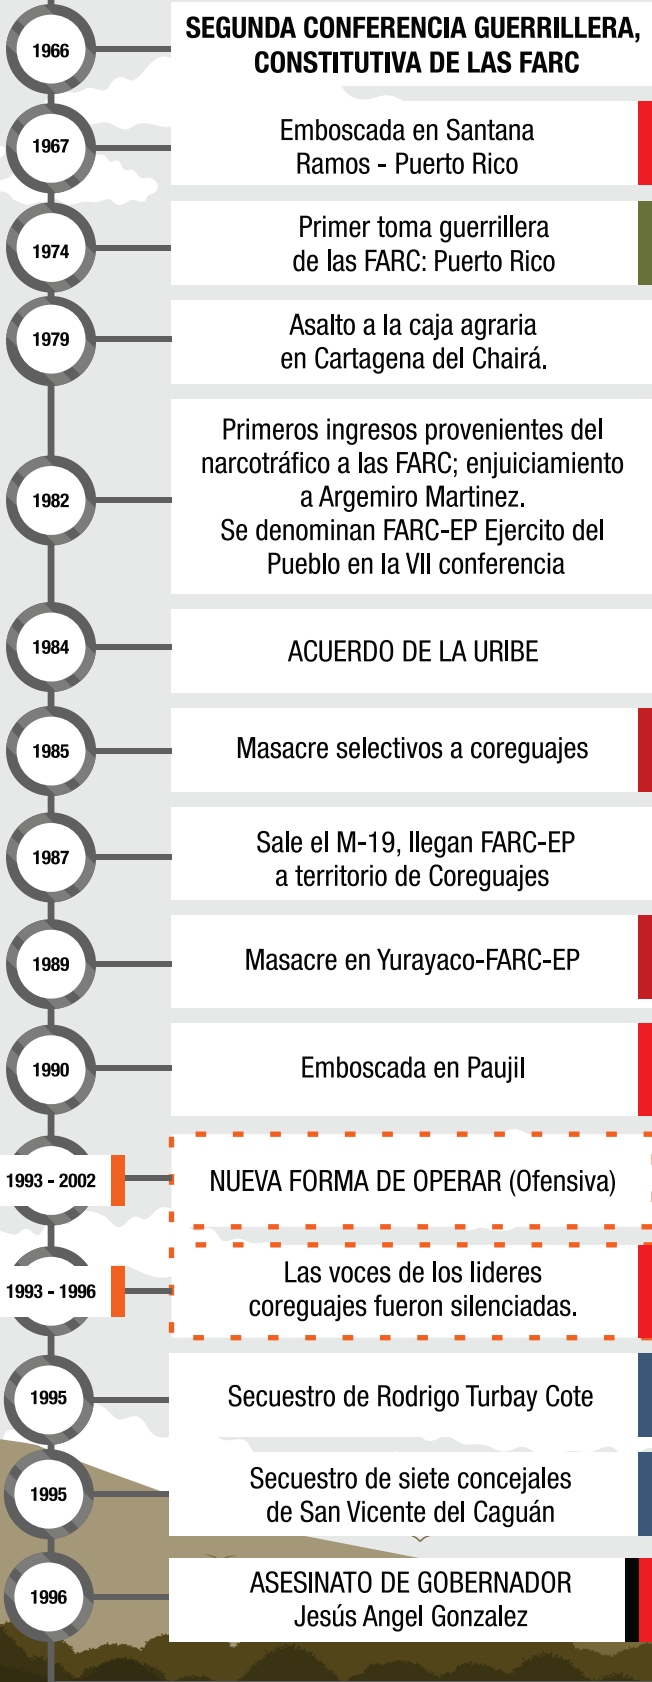 1966
SEGUNDA CONFERENCIA GUERRILLERA,
CONSTITUTIVA DE LAS FARC
1967
Emboscada en Santana
Ramos - Puerto Rico
1974
Primer toma guerrillera
de las FARC: Puerto Rico
1979
Asalto a la caja agraria
en Cartagena del Chairá.
1982
Primeros ingresos provenientes del
narcotráfico a las FARC; enjuiciamiento
a Argemiro Martinez.
Se denominan FARC-EP Ejercito del
Pueblo en la VII conferencia
1984
ACUERDO DE LA URIBE
1985
Masacre selectivos a coreguajes
1987
Sale el M-19, llegan FARC-EP
a territorio de Coreguajes
1989
Masacre en Yurayaco-FARC-EP
1990
Emboscada en Paujil
1993 - 2002
NUEVA FORMA DE OPERAR (Ofensiva)
1993 - 1996
Las voces de los lideres
coreguajes fueron silenciadas.
1995
Secuestro de Rodrigo Turbay Cote
1995
Secuestro de siete concejales
de San Vicente del Caguán
1996
ASESINATO DE GOBERNADOR
Jesús Angel Gonzalez